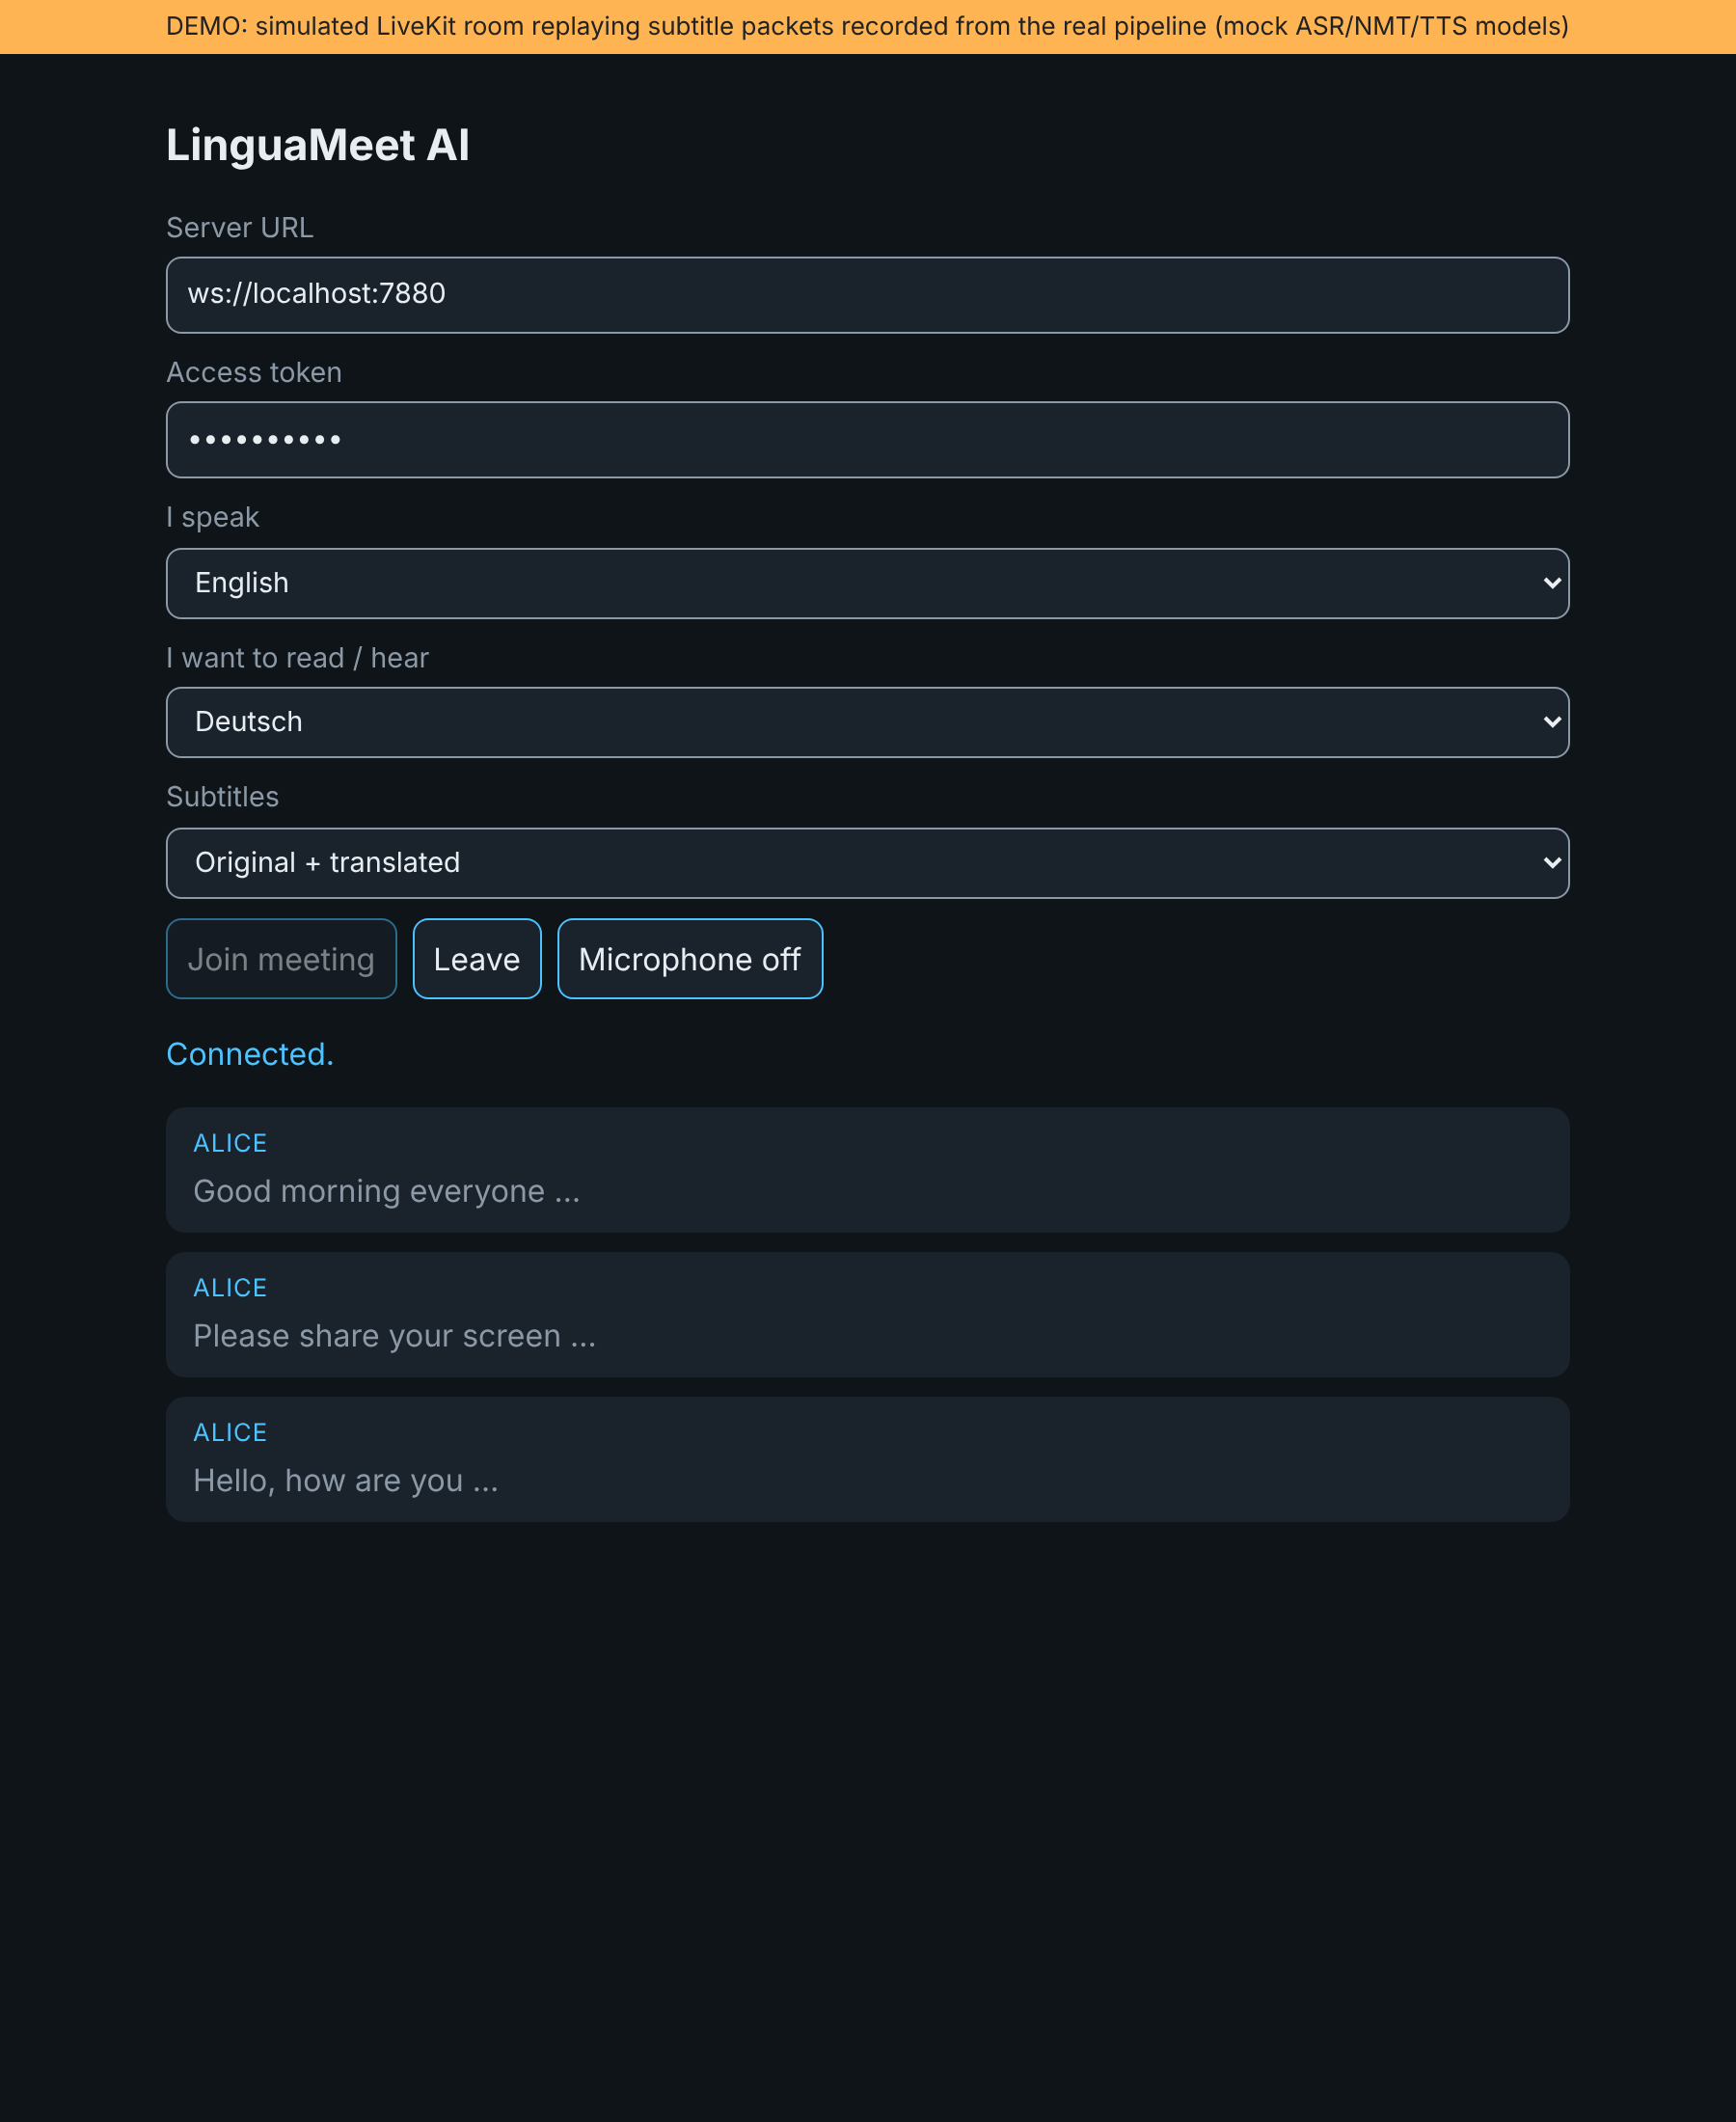 DEMO: simulated LiveKit room replaying subtitle packets recorded from the real pipeline (mock ASR/NMT/TTS models)
LinguaMeet AI
Server URL
ws://localhost:7880
Access token
••••••••••
I speak
English
I want to read / hear
Deutsch
Subtitles
Original + translated
Join meeting Leave Microphone off
Connected.
ALICE
Good morning everyone ...
ALICE
Please share your screen ...
ALICE
Hello, how are you ...